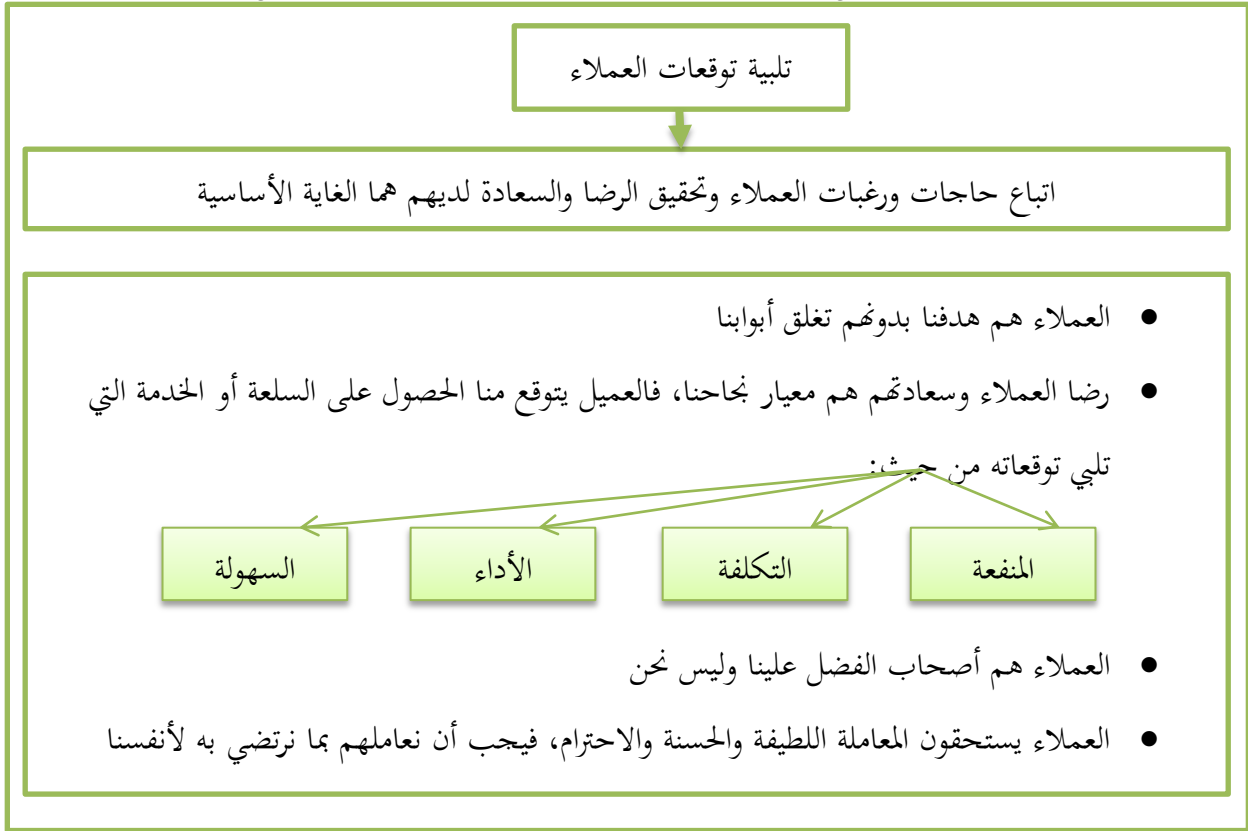 تلبية توقعات العملاء
اتباع حاجات ورغبات العملاء وتحقيق الرضا والسعادة لديهم هما الغاية الأساسية
● العملاء هم هدفنا بدونهم تغلق أبوابنا
● رضا العملاء وسعادتهم هم معيار نجاحنا، فالعميل يتوقع منا الحصول على السلعة أو الخدمة التي
تلبي توقعاته من حيث:
المنفعة التكلفة الأداء السهولة
● العملاء هم أصحاب الفضل علينا وليس نحن
● العملاء يستحقون المعاملة اللطيفة والحسنة والاحترام، فيجب أن نعاملهم بما نرتضي به لأنفسنا